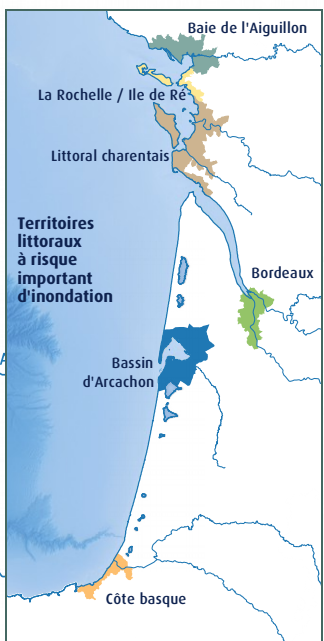 Baie de l'Aiguillon
La Rochelle / Ile de Ré
Littoral charentais
Territoires
littoraux
à risque
important
d'inondation
Bordeaux
Bassin
d'Arcachon
Côte basque